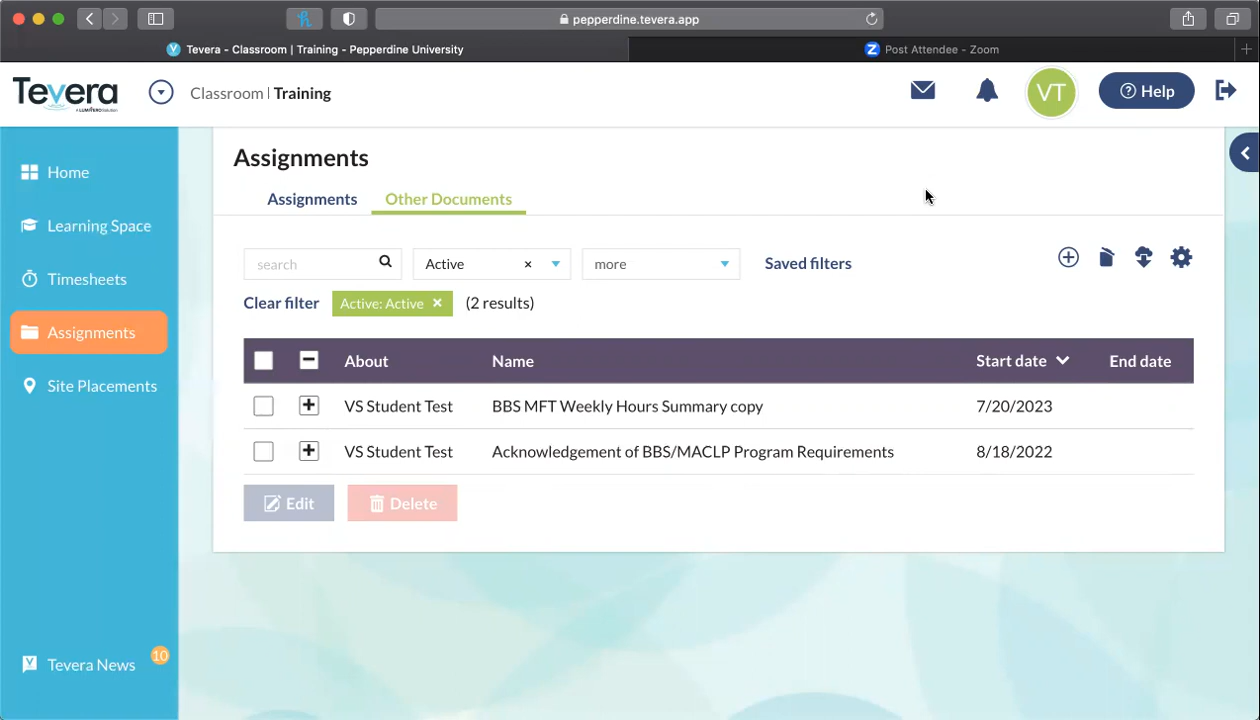 pepperdine.tevera.app
Tevera - Classroom | Training - Pepperdine University
Post Attendee - Zoom
Tevera
Classroom | Training
VT
Help
Home
Learning Space
Timesheets
Assignments
Site Placements
Tevera News
10
Assignments
Assignments Other Documents
search
Active
more
Saved filters
Clear filter
Active: Active
(2 results)
About Name Start date End date
VS Student Test BBS MFT Weekly Hours Summary copy 7/20/2023
VS Student Test Acknowledgement of BBS/MACLP Program Requirements 8/18/2022
Edit Delete